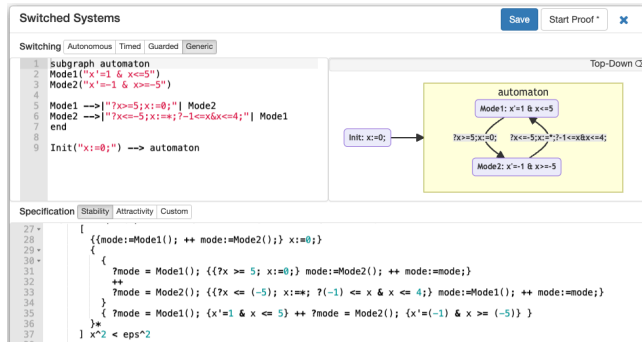 Switched Systems
Save
Start Proof
Switching Autonomous Timed Guarded Generic
1 subgraph automaton
2 Mode1("x'=1 & x<=5")
3 Mode2("x'=-1 & x>=-5")
4
5 Mode1 -->|"?x>=5;x:=0;"| Mode2
6 Mode2 -->|"?x<=-5;x:=*;?-1<=x&x<=4;"| Mode1
7 end
8
9 Init("x:=0;") --> automaton
Top-Down
automaton
Mode1: x'=1 & x<=5
Init: x:=0;
?x>=5;x:=0;
?x<=-5;x:=*;?-1<=x&x<=4;
Mode2: x'=-1 & x>=-5
Specification Stability Attractivity Custom
27 [
28 {{mode:=Mode1(); ++ mode:=Mode2();} x:=0;}
29 {
30 {
31 ?mode = Mode1(); {{?x >= 5; x:=0;} mode:=Mode2(); ++ mode:=mode;}
32 ++
33 ?mode = Mode2(); {{?x <= (-5); x:=*; ?(-1) <= x & x <= 4;} mode:=Mode1(); ++ mode:=mode;}
34 }
35 { ?mode = Mode1(); {x'=1 & x <= 5} ++ ?mode = Mode2(); {x'=(-1) & x >= (-5)} }
36 }*
37 ] x^2 < eps^2